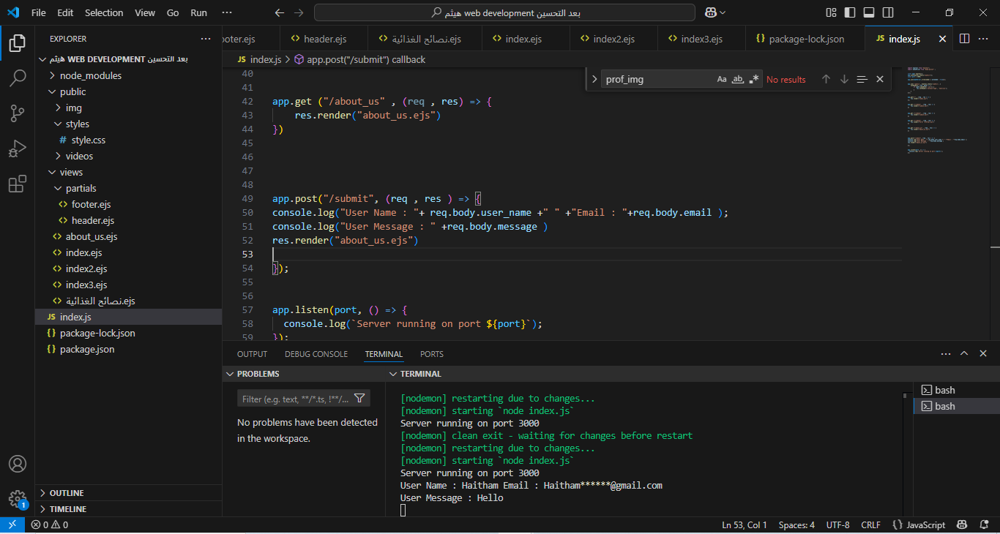 File Edit Selection View Go Run ···
هيثم web development بعد التحسين
EXPLORER ···
هيثم WEB DEVELOPMENT بعد التحسين
node_modules
public
img
styles
# style.css
videos
views
partials
<> footer.ejs
<> header.ejs
<> about_us.ejs
<> index.ejs
<> index2.ejs
<> index3.ejs
<> نصائح الغذائية.ejs
JS index.js
{} package-lock.json
{} package.json
OUTLINE
TIMELINE
ooter.ejs <> header.ejs <> نصائح الغذائية.ejs <> index.ejs <> index2.ejs <> index3.ejs {} package-lock.json JS index.js
JS index.js > app.post("/submit") callback
prof_img Aa ab .* No results
40
41
42 app.get ("/about_us" , (req , res) => {
43 res.render("about_us.ejs")
44 })
45
46
47
48
49 app.post("/submit", (req , res ) => {
50 console.log("User Name : "+ req.body.user_name +" " +"Email : "+req.body.email );
51 console.log("User Message : " +req.body.message )
52 res.render("about_us.ejs")
53
54 });
55
56
57 app.listen(port, () => {
58 console.log(`Server running on port ${port}`);
59 });
OUTPUT DEBUG CONSOLE TERMINAL PORTS
PROBLEMS
Filter (e.g. text, **/*.ts, !**/...
No problems have been detected
in the workspace.
TERMINAL
[nodemon] restarting due to changes...
[nodemon] starting `node index.js`
Server running on port 3000
[nodemon] clean exit - waiting for changes before restart
[nodemon] restarting due to changes...
[nodemon] starting `node index.js`
Server running on port 3000
User Name : Haitham Email : Haitham******@gmail.com
User Message : Hello
bash
bash
1
0 0 Ln 53, Col 1 Spaces: 4 UTF-8 CRLF {} JavaScript